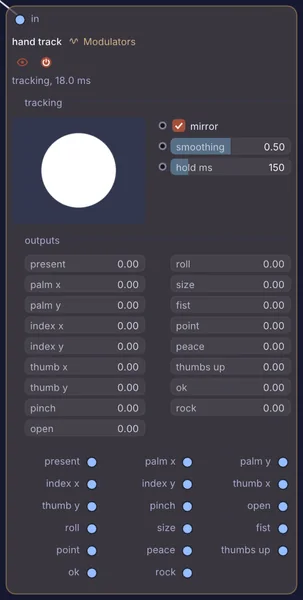 in
hand track Modulators
tracking, 18.0 ms
tracking
mirror
smoothing 0.50
hold ms 150
outputs
present 0.00 roll 0.00
palm x 0.00 size 0.00
palm y 0.00 fist 0.00
index x 0.00 point 0.00
index y 0.00 peace 0.00
thumb x 0.00 thumbs up 0.00
thumb y 0.00 ok 0.00
pinch 0.00 rock 0.00
open 0.00
present palm x palm y
index x index y thumb x
thumb y pinch open
roll size fist
point peace thumbs up
ok rock